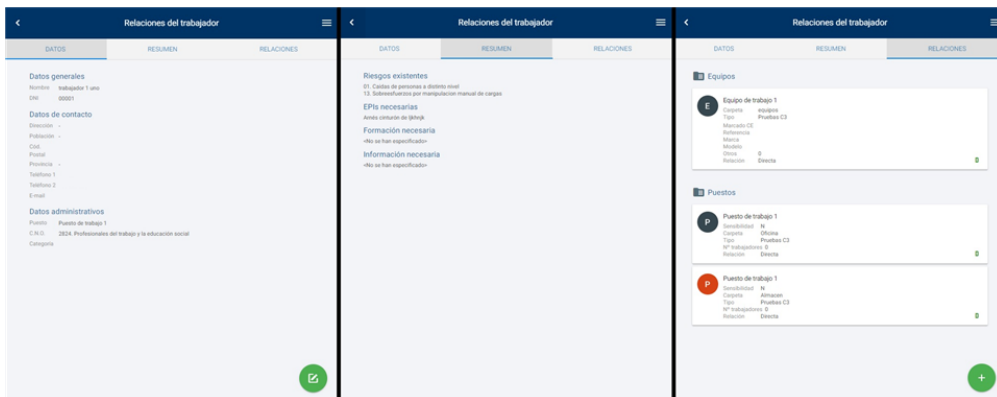 Relaciones del trabajador
DATOS RESUMEN RELACIONES
Datos generales
Nombre trabajador 1 uno
DNI 00001
Datos de contacto
Dirección -
Población -
Cód.
Postal
Provincia -
Teléfono 1
Teléfono 2
E-mail
Datos administrativos
Puesto Puesto de trabajo 1
C.N.O. 2824. Profesionales del trabajo y la educación social
Categoría
Relaciones del trabajador
DATOS RESUMEN RELACIONES
Riesgos existentes
01. Caídas de personas a distinto nivel
13. Sobreesfuerzos por manipulacion manual de cargas
EPIs necesarias
Arnés cinturón de ljkhnjk
Formación necesaria
<No se han especificado>
Información necesaria
<No se han especificado>
Relaciones del trabajador
DATOS RESUMEN RELACIONES
Equipos
E
Equipo de trabajo 1
Carpeta equipos
Tipo Pruebas C3
Marcado CE
Referencia
Marca
Modelo
Otros 0
Relación Directa
Puestos
P
Puesto de trabajo 1
Sensibilidad N
Carpeta Oficina
Tipo Pruebas C3
Nº trabajadores 0
Relación Directa
P
Puesto de trabajo 1
Sensibilidad N
Carpeta Almacen
Tipo Pruebas C3
Nº trabajadores 0
Relación Directa